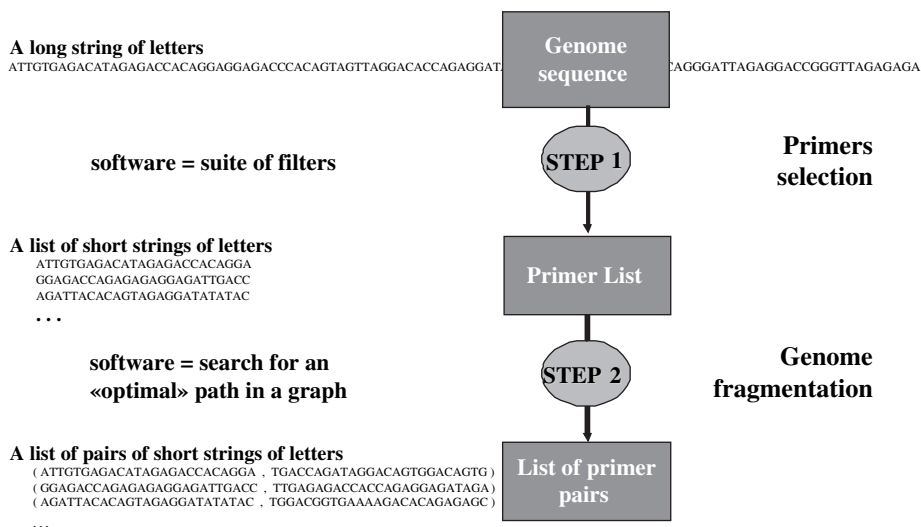 A long string of letters
ATTGTGAGACATAGAGACCACAGGAGGAGACCCACAGTAGTTAGGACACCAGAGGAT
CAGGGATTAGAGGACCGGGTTAGAGAGA
Genome
sequence
software = suite of filters
STEP 1
Primers
selection
A list of short strings of letters
ATTGTGAGACATAGAGACCACAGGA
GGAGACCAGAGAGAGGAGATTGACC
AGATTACACAGTAGAGGATATATAC
...
Primer List
software = search for an
«optimal» path in a graph
STEP 2
Genome
fragmentation
A list of pairs of short strings of letters
( ATTGTGAGACATAGAGACCACAGGA , TGACCAGATAGGACAGTGGACAGTG )
( GGAGACCAGAGAGAGGAGATTGACC , TTGAGAGACCACCAGAGGAGATAGA)
( AGATTACACAGTAGAGGATATATAC , TGGACGGTGAAAAGACACAGAGAGC )
...
List of primer
pairs